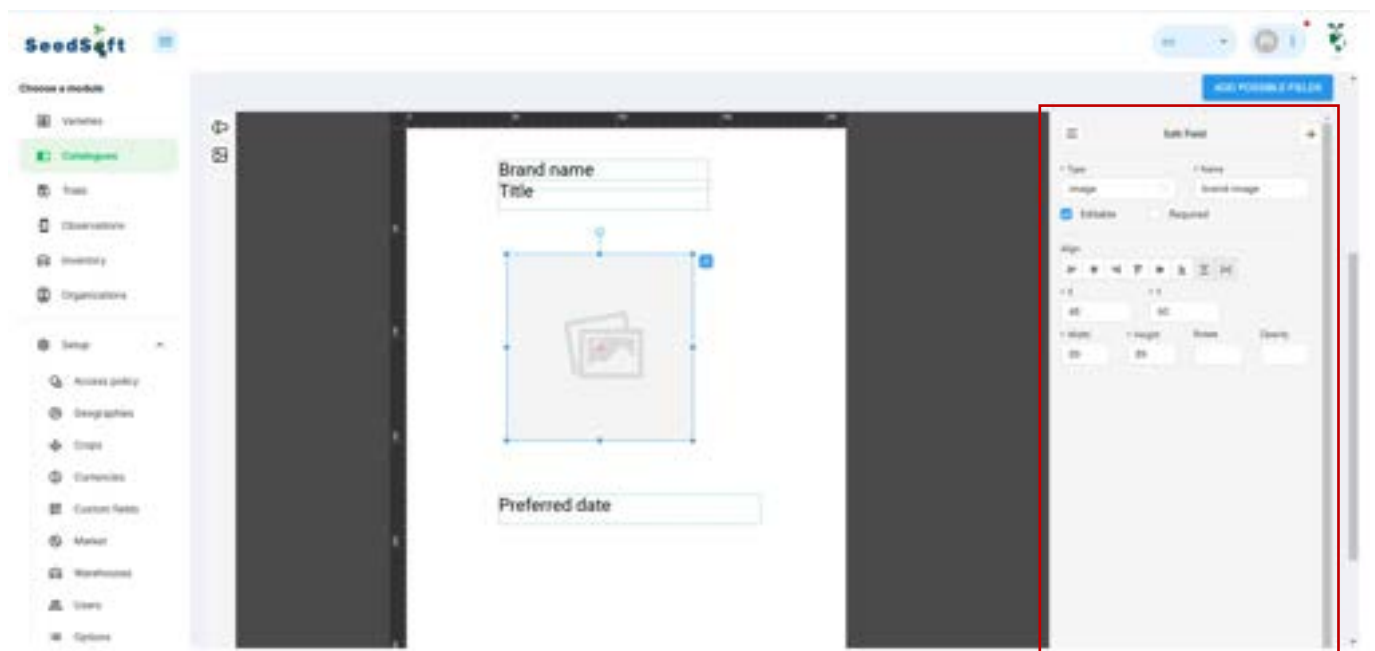 SeedSoft
Choose a module
ADD POSSIBLE FIELDS
Varieties
Catalogues
Trials
Observations
Inventory
Organizations
Setup
Access policy
Geographies
Crops
Currencies
Custom fields
Market
Warehouses
Users
Options
Brand name
Title
Preferred date
Edit Field
* Type
* Name
image
brand image
Editable
Required
Align
* X
* Y
* Width
* Height
Rotate
Opacity